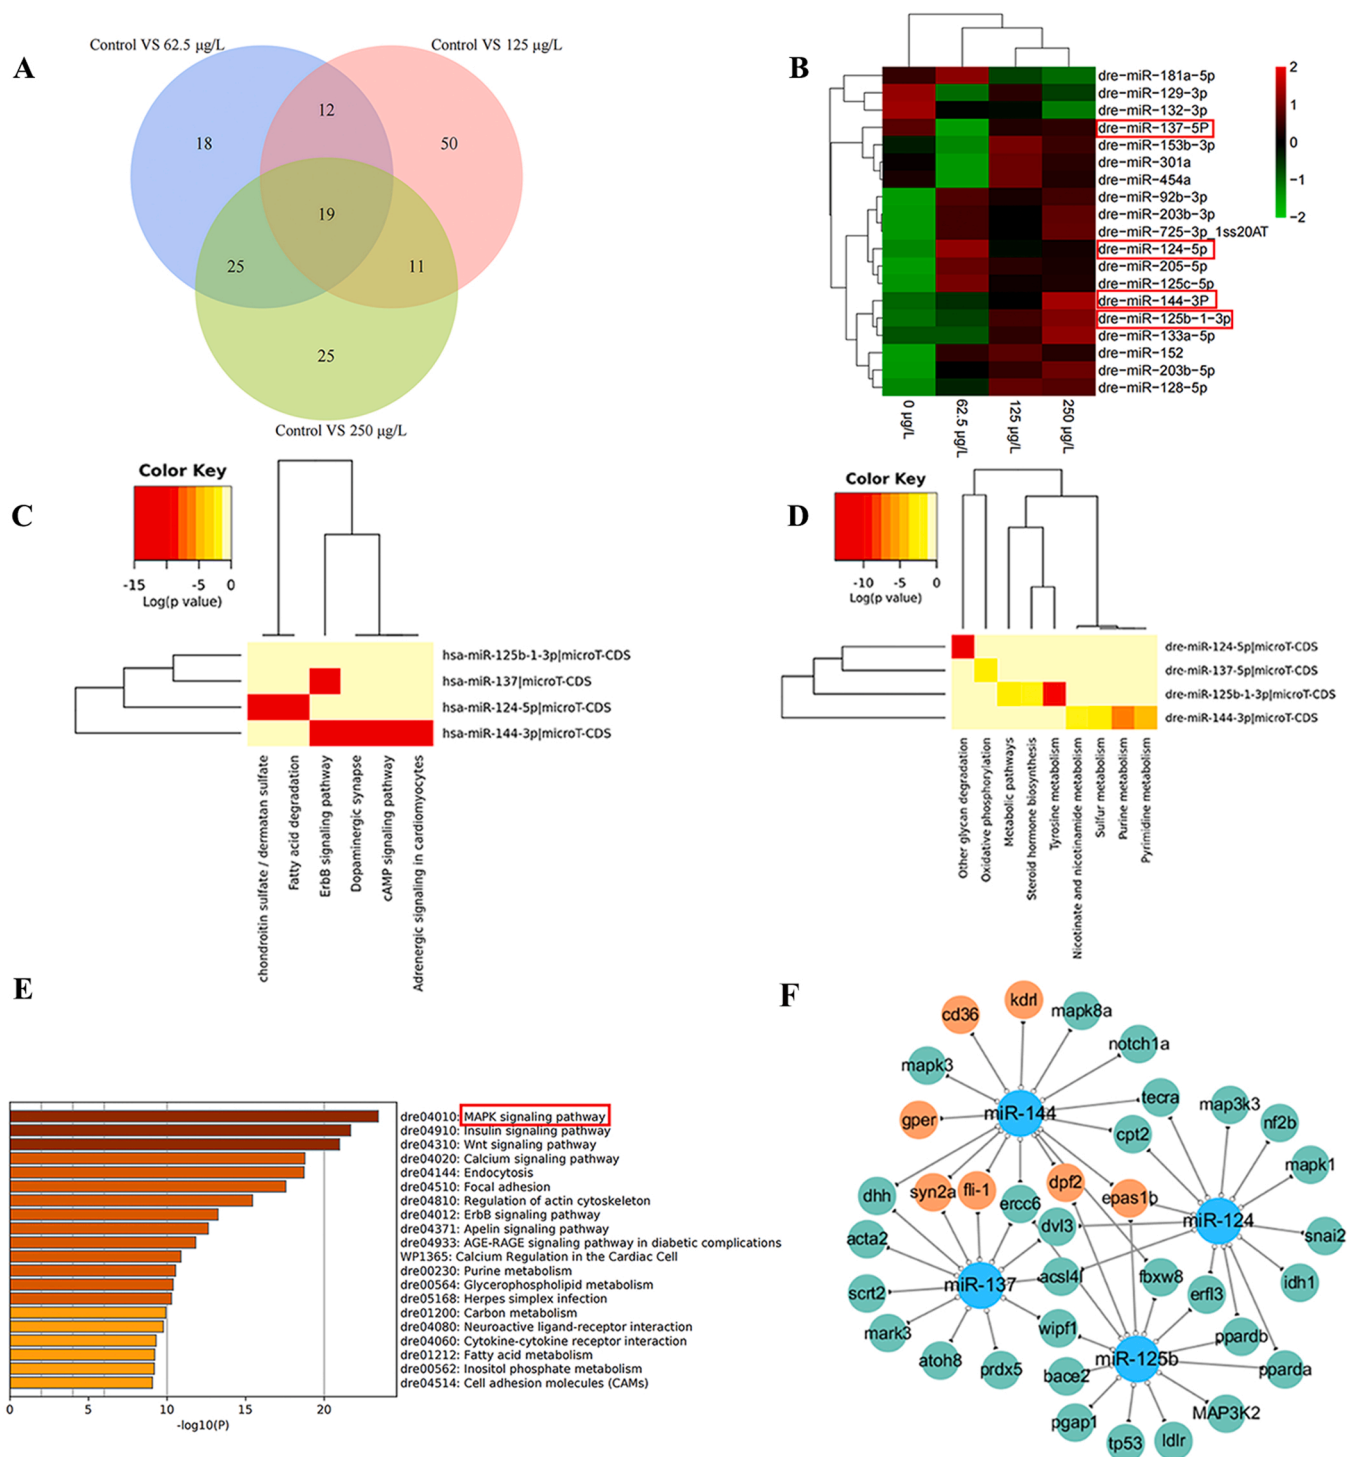 A
Control VS 62.5 µg/L
Control VS 125 µg/L
12
18
50
19
25
11
25
Control VS 250 µg/L
B
dre-miR-181a-5p
dre-miR-129-3p
dre-miR-132-3p
dre-miR-137-5P
dre-miR-153b-3p
dre-miR-301a
dre-miR-454a
dre-miR-92b-3p
dre-miR-203b-3p
dre-miR-725-3p_1ss20AT
dre-miR-124-5p
dre-miR-205-5p
dre-miR-125c-5p
dre-miR-144-3P
dre-miR-125b-1-3p
dre-miR-133a-5p
dre-miR-152
dre-miR-203b-5p
dre-miR-128-5p
2
1
0
−1
−2
0 µg/L
62.5 µg/L
125 µg/L
250 µg/L
C
Color Key
-15
-5
0
Log(p value)
hsa-miR-125b-1-3p|microT-CDS
hsa-miR-137|microT-CDS
hsa-miR-124-5p|microT-CDS
hsa-miR-144-3p|microT-CDS
chondroitin sulfate / dermatan sulfate
Fatty acid degradation
ErbB signaling pathway
Dopaminergic synapse
cAMP signaling pathway
Adrenergic signaling in cardiomyocytes
D
Color Key
-10
-5
0
Log(p value)
dre-miR-124-5p|microT-CDS
dre-miR-137-5p|microT-CDS
dre-miR-125b-1-3p|microT-CDS
dre-miR-144-3p|microT-CDS
Other glycan degradation
Oxidative phosphorylation
Metabolic pathways
Steroid hormone biosynthesis
Tyrosine metabolism
Nicotinate and nicotinamide metabolism
Sulfur metabolism
Purine metabolism
Pyrimidine metabolism
E
dre04010: MAPK signaling pathway
dre04910: Insulin signaling pathway
dre04310: Wnt signaling pathway
dre04020: Calcium signaling pathway
dre04144: Endocytosis
dre04510: Focal adhesion
dre04810: Regulation of actin cytoskeleton
dre04012: ErbB signaling pathway
dre04371: Apelin signaling pathway
dre04933: AGE-RAGE signaling pathway in diabetic complications
WP1365: Calcium Regulation in the Cardiac Cell
dre00230: Purine metabolism
dre00564: Glycerophospholipid metabolism
dre05168: Herpes simplex infection
dre01200: Carbon metabolism
dre04080: Neuroactive ligand-receptor interaction
dre04060: Cytokine-cytokine receptor interaction
dre01212: Fatty acid metabolism
dre00562: Inositol phosphate metabolism
dre04514: Cell adhesion molecules (CAMs)
0
5
10
15
20
-log10(P)
F
cd36
kdrl
mapk8a
notch1a
mapk3
gper
miR-144
tecra
cpt2
map3k3
nf2b
mapk1
dhh
syn2a
fli-1
ercc6
dpf2
epas1b
miR-124
snai2
acta2
dvl3
scrt2
miR-137
acsl4l
fbxw8
erfl3
idh1
mark3
wipf1
ppardb
atoh8
prdx5
bace2
miR-125b
pparda
pgap1
tp53
ldlr
MAP3K2